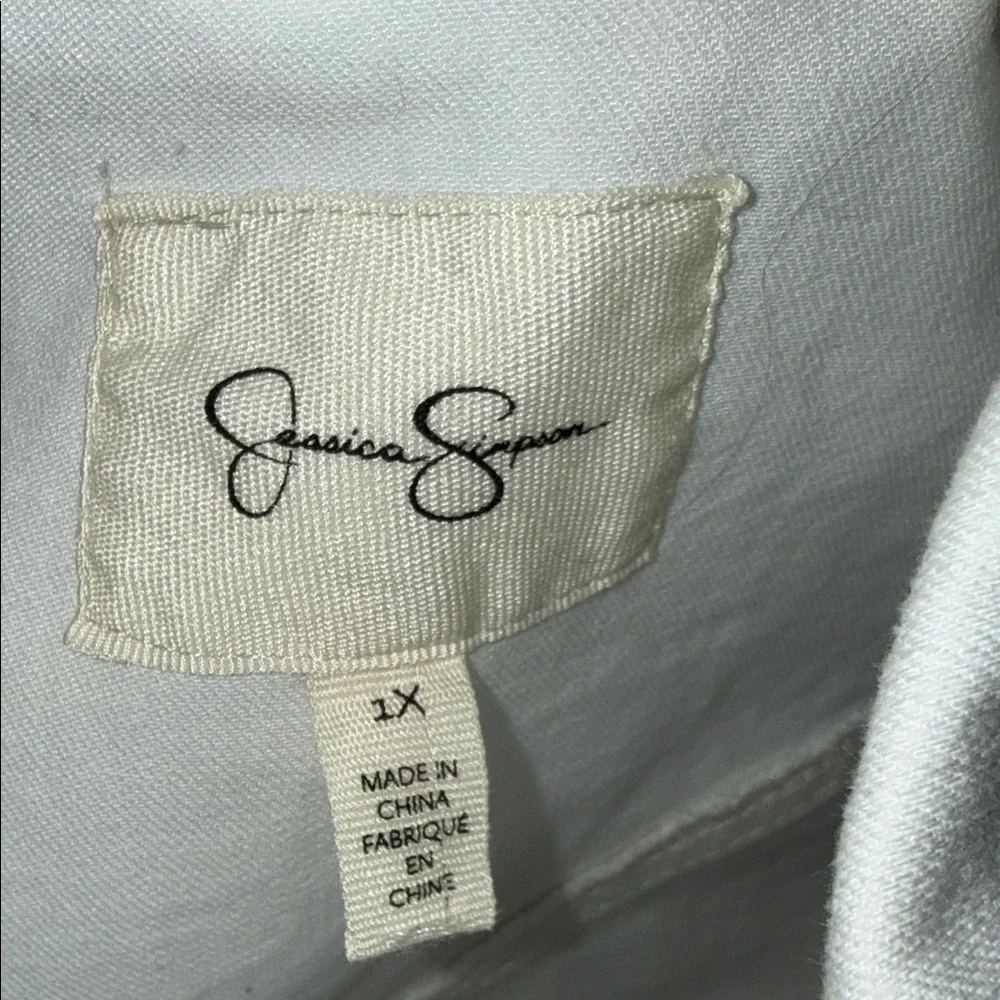 Jessica Simpson
1X
MADE IN
CHINA
FABRIQUÉ
EN
CHINE